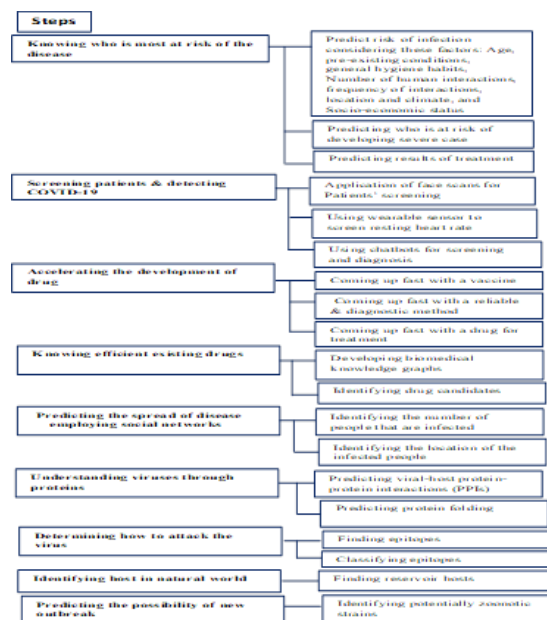 Steps
Knowing who is most at risk of the
disease
Predict risk of infection
considering these factors: Age,
pre-existing conditions,
general hygiene habits,
Number of human interactions,
frequency of interactions,
location and climate, and
Socio-economic status
Predicting who is at risk of
developing severe case
Predicting results of treatment
Screening patients & detecting
COVID-19
Application of face scans for
Patients' screening
Using wearable sensor to
screen resting heart rate
Using chatbots for screening
and diagnosis
Accelerating the development of
drug
Coming up fast with a vaccine
Coming up fast with a reliable
& diagnostic method
Coming up fast with a drug for
treatment
Knowing efficient existing drugs
Developing biomedical
knowledge graphs
Identifying drug candidates
Predicting the spread of disease
employing social networks
Identifying the number of
people that are infected
Identifying the location of the
infected people
Understanding viruses through
proteins
Predicting viral-host protein-
protein interactions (PPIs)
Predicting protein folding
Determining how to attack the
virus
Finding epitopes
Classifying epitopes
Identifying host in natural world
Finding reservoir hosts
Predicting the possibility of new
outbreak
Identifying potentially zoonotic
strains